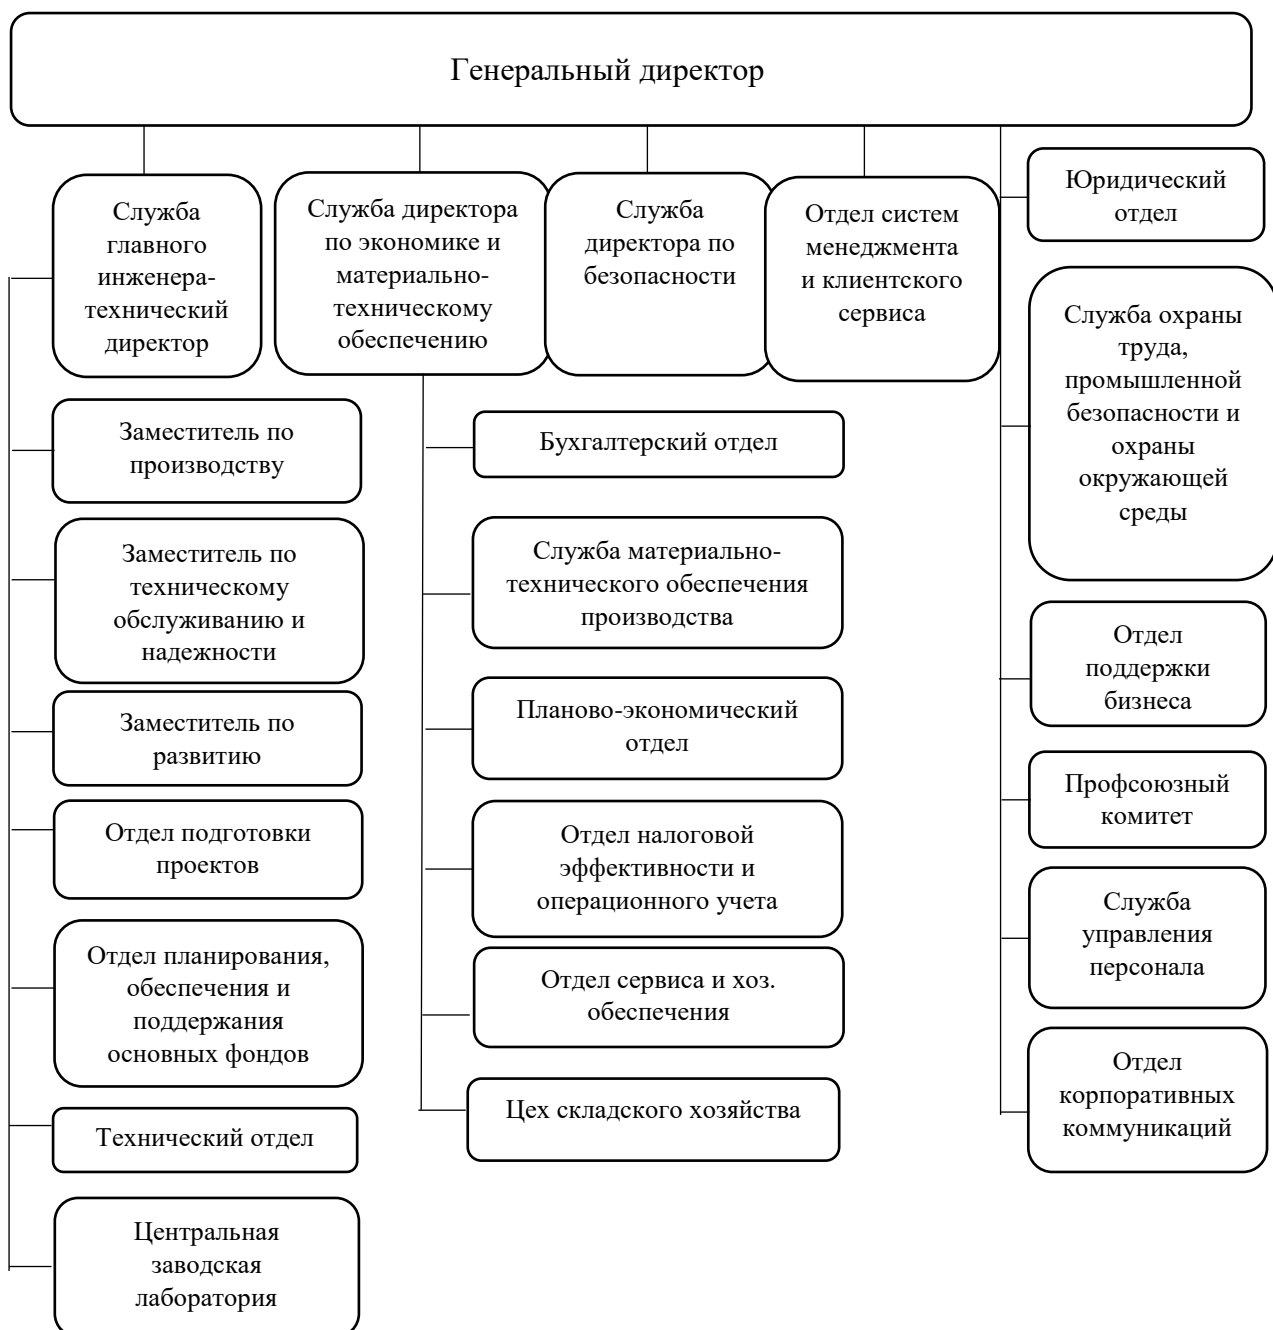 Генеральный директор
Служба
главного
инженера-
технический
директор
Служба директора
по экономике и
материально-
техническому
обеспечению
Служба
директора по
безопасности
Отдел систем
менеджмента
и клиентского
сервиса
Юридический
отдел
Служба охраны
труда,
промышленной
безопасности и
охраны
окружающей
среды
Отдел
поддержки
бизнеса
Профсоюзный
комитет
Служба
управления
персонала
Отдел
корпоративных
коммуникаций
Заместитель по
производству
Заместитель по
техническому
обслуживанию и
надежности
Заместитель по
развитию
Отдел подготовки
проектов
Отдел планирования,
обеспечения и
поддержания
основных фондов
Технический отдел
Центральная
заводская
лаборатория
Бухгалтерский отдел
Служба материально-
технического обеспечения
производства
Планово-экономический
отдел
Отдел налоговой
эффективности и
операционного учета
Отдел сервиса и хоз.
обеспечения
Цех складского хозяйства